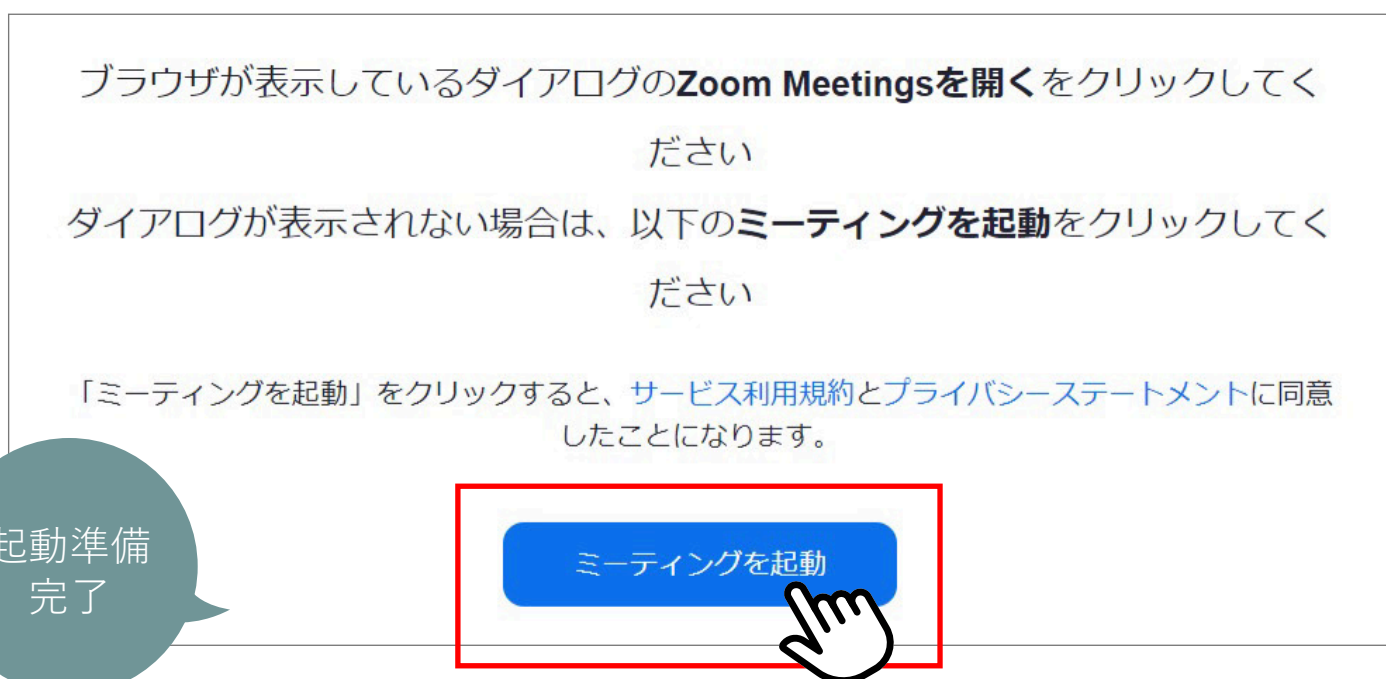 ブラウザが表示しているダイアログのZoom Meetingsを開くをクリックしてく
ださい
ダイアログが表示されない場合は、以下のミーティングを起動をクリックしてく
ださい
「ミーティングを起動」をクリックすると、サービス利用規約とプライバシーステートメントに同意
したことになります。
起動準備
完了
ミーティングを起動